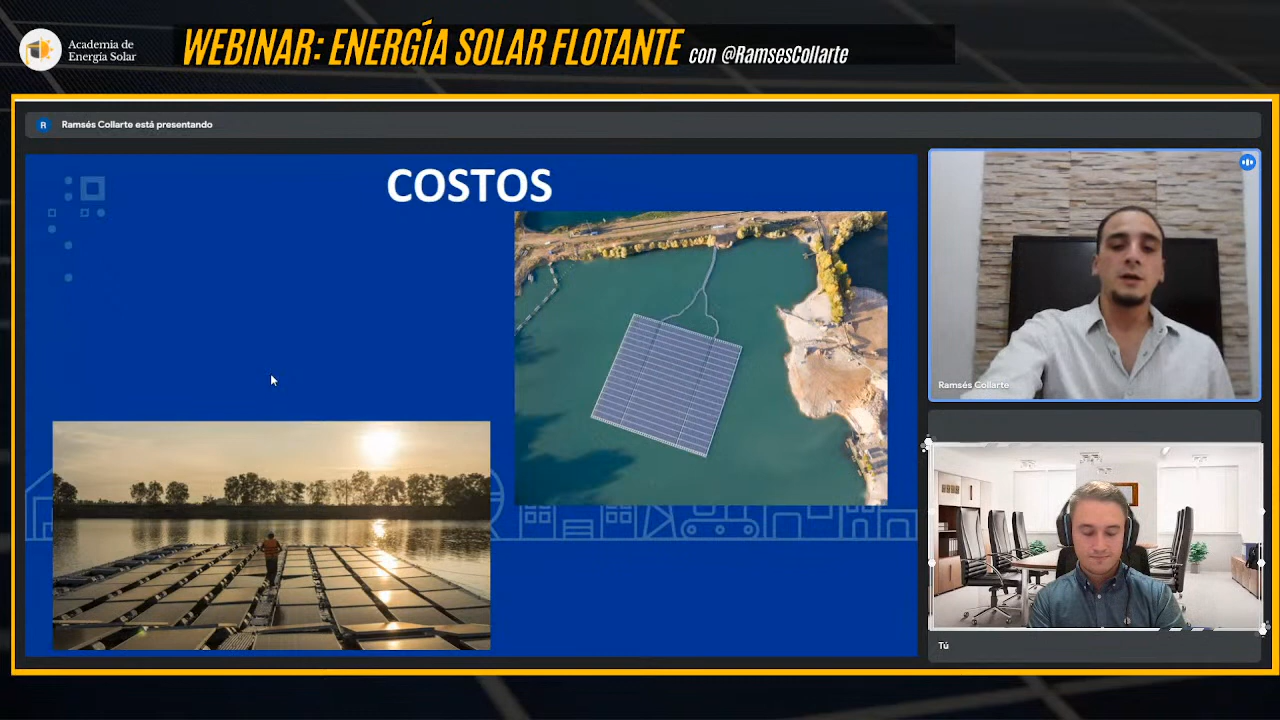 Academia de
Energía Solar
WEBINAR: ENERGÍA SOLAR FLOTANTE con @RamsesCollarte
R
Ramsés Collarte está presentando
COSTOS
Ramsés Collarte
Tú